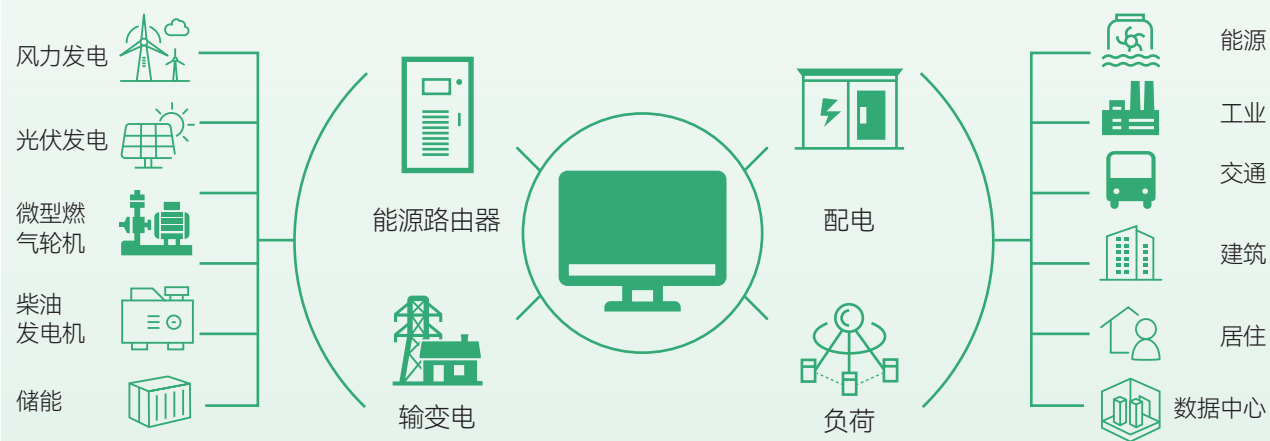 风力发电
光伏发电
微型燃
气轮机
柴油
发电机
储能
能源路由器
输变电
配电
负荷
能源
工业
交通
建筑
居住
数据中心